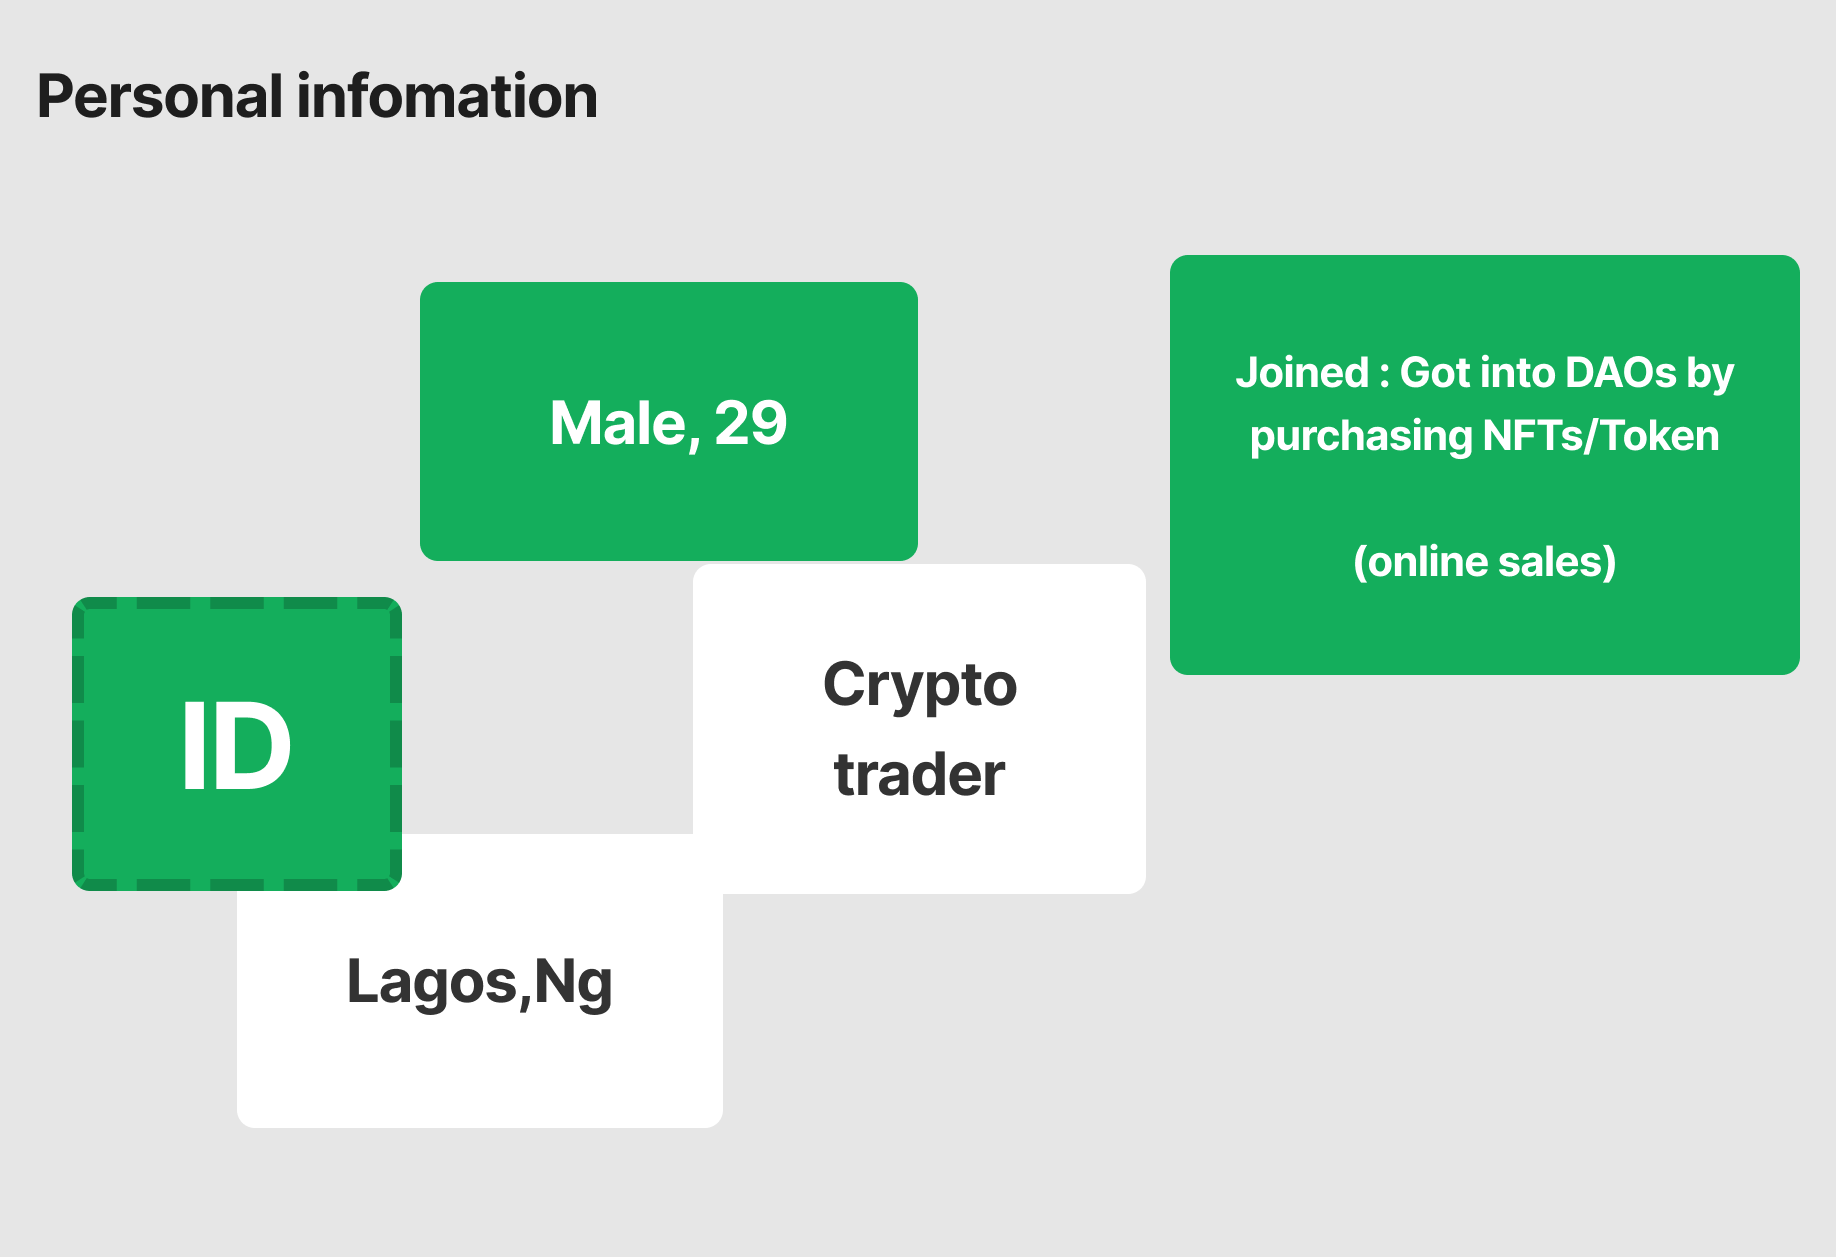 Personal infomation
Male, 29
Joined : Got into DAOs by
purchasing NFTs/Token
(online sales)
ID
Crypto
trader
Lagos,Ng